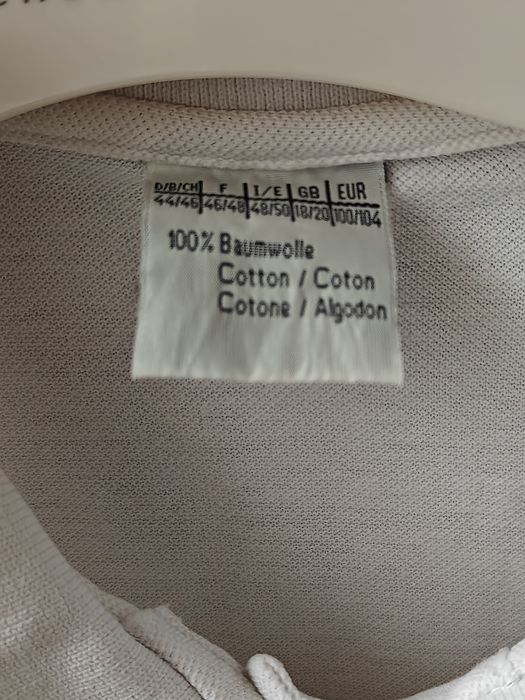 D/B/CH F I/E GB EUR
44/46 46/48 48/50 18/20 100/104
100% Baumwolle
Cotton / Coton
Cotone / Algodon